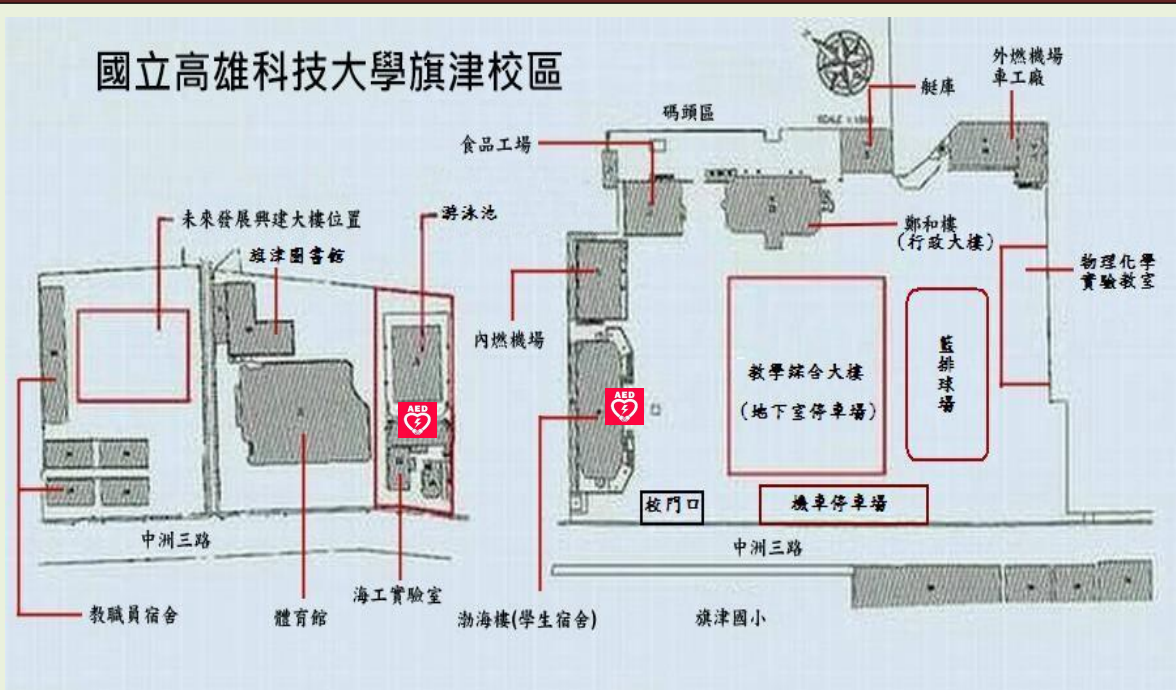 國立高雄科技大學旗津校區
外燃機場
車工廠
艇庫
碼頭區
食品工場
未來發展興建大樓位置
游泳池
旗津圖書館
鄭和樓
(行政大樓)
物理化學
實驗教室
內燃機場
籃排球場
教學綜合大樓
(地下室停車場)
AED
AED
校門口
機車停車場
中洲三路
中洲三路
海工實驗室
教職員宿舍
體育館
渤海樓(學生宿舍)
旗津國小